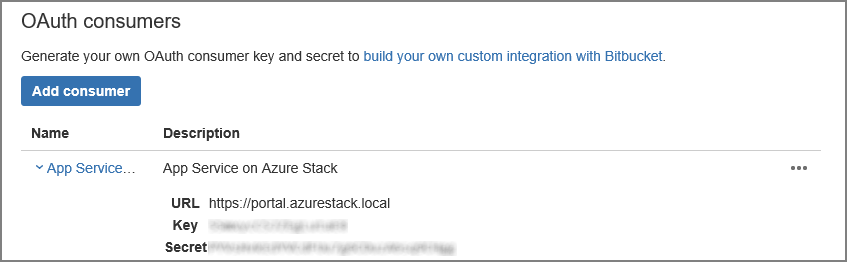 OAuth consumers
Generate your own OAuth consumer key and secret to build your own custom integration with Bitbucket.
Add consumer
Name Description
App Service… App Service on Azure Stack
URL https://portal.azurestack.local
Key
Secret